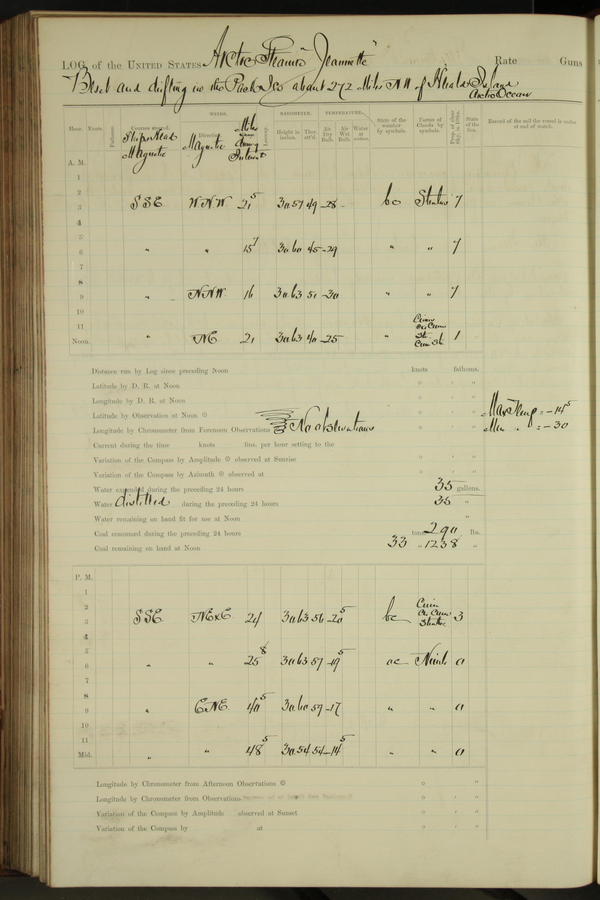 LOG of the UNITED STATES Arctic Steamer "Jeannette" Rate Guns
Beset and drifting in the Pack Ice about 272 Miles NW of Herald Island
Arctic Ocean
WINDS. BAROMETER. TEMPERATURE.
Hour. Knots. Courses steered. Ship's Head Magnetic Direction Magnetic Miles during Interval Leeway. Height in inches. Ther. att'd. Air Dry Bulb. Air Wet Bulb. Water at surface. State of the weather by symbols. Forms of Clouds by symbols. Prop. of clear Sky, in 10ths. State of the Sea. Record of the sail the vessel is under at end of watch.
A. M.
1
2
3 SSE WNW 21 5 30 57 49 -28 bc Stratus 7
4
5
6 " " 15 7 30 60 45 -29 " " 7
7
8
9 " NNW 16 30 63 51 -30 " " 7
10
11
Noon. " NE 21 30 63 40 -25 " Cirrus Cir Cum Str. Cum St. 1
Distance run by Log since preceding Noon knots fathoms.
Latitude by D. R. at Noon
Longitude by D. R. at Noon
Latitude by Observation at Noon Max Temp = -14 5
Longitude by Chronometer from Forenoon Observations No observations Min " = -30
Current during the time knots fms. per hour setting to the
Variation of the Compass by Amplitude observed at Sunrise
Variation of the Compass by Azimuth observed at
Water expended during the preceding 24 hours 35 gallons.
Water distilled during the preceding 24 hours 35 "
Water remaining on hand fit for use at Noon "
Coal consumed during the preceding 24 hours tons 290 lbs.
Coal remaining on hand at Noon 33 " 1238 "
P. M.
1
2
3 SSE NExE 24 30 63 56 -20 5 bc Cirri Cir Cum Stratus 3
4
5
6 " " 25 8 30 63 57 -19 5 oc Nimb 0
7
8
9 " ENE 40 5 30 60 59 -17 " " 0
10
11
Mid. " " 48 5 30 54 54 -14 5 " " 0
Longitude by Chronometer from Afternoon Observations
Longitude by Chronometer from Observations
Variation of the Compass by Amplitude observed at Sunset
Variation of the Compass by at